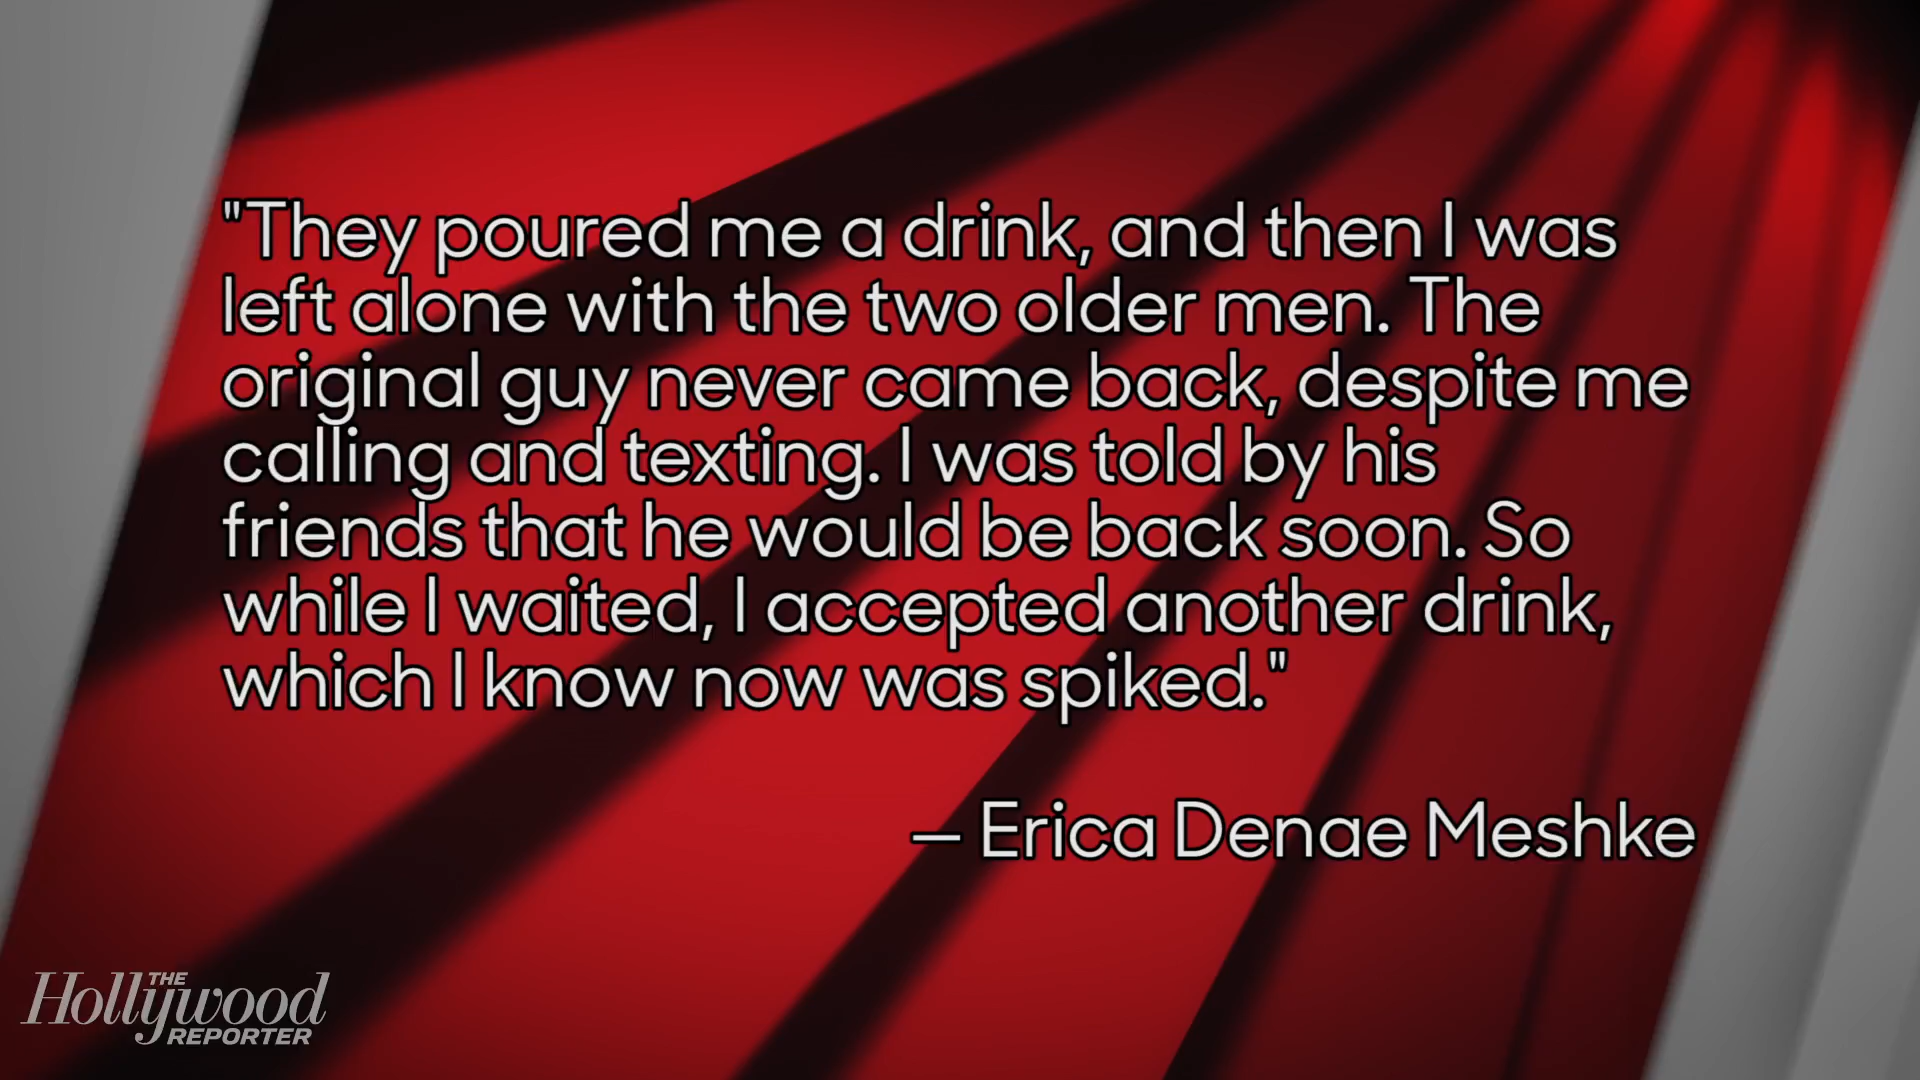 "They poured me a drink, and then I was
left alone with the two older men. The
original guy never came back, despite me
calling and texting. I was told by his
friends that he would be back soon. So
while I waited, I accepted another drink,
which I know now was spiked."
– Erica Denae Meshke
THE
Hollywood
REPORTER